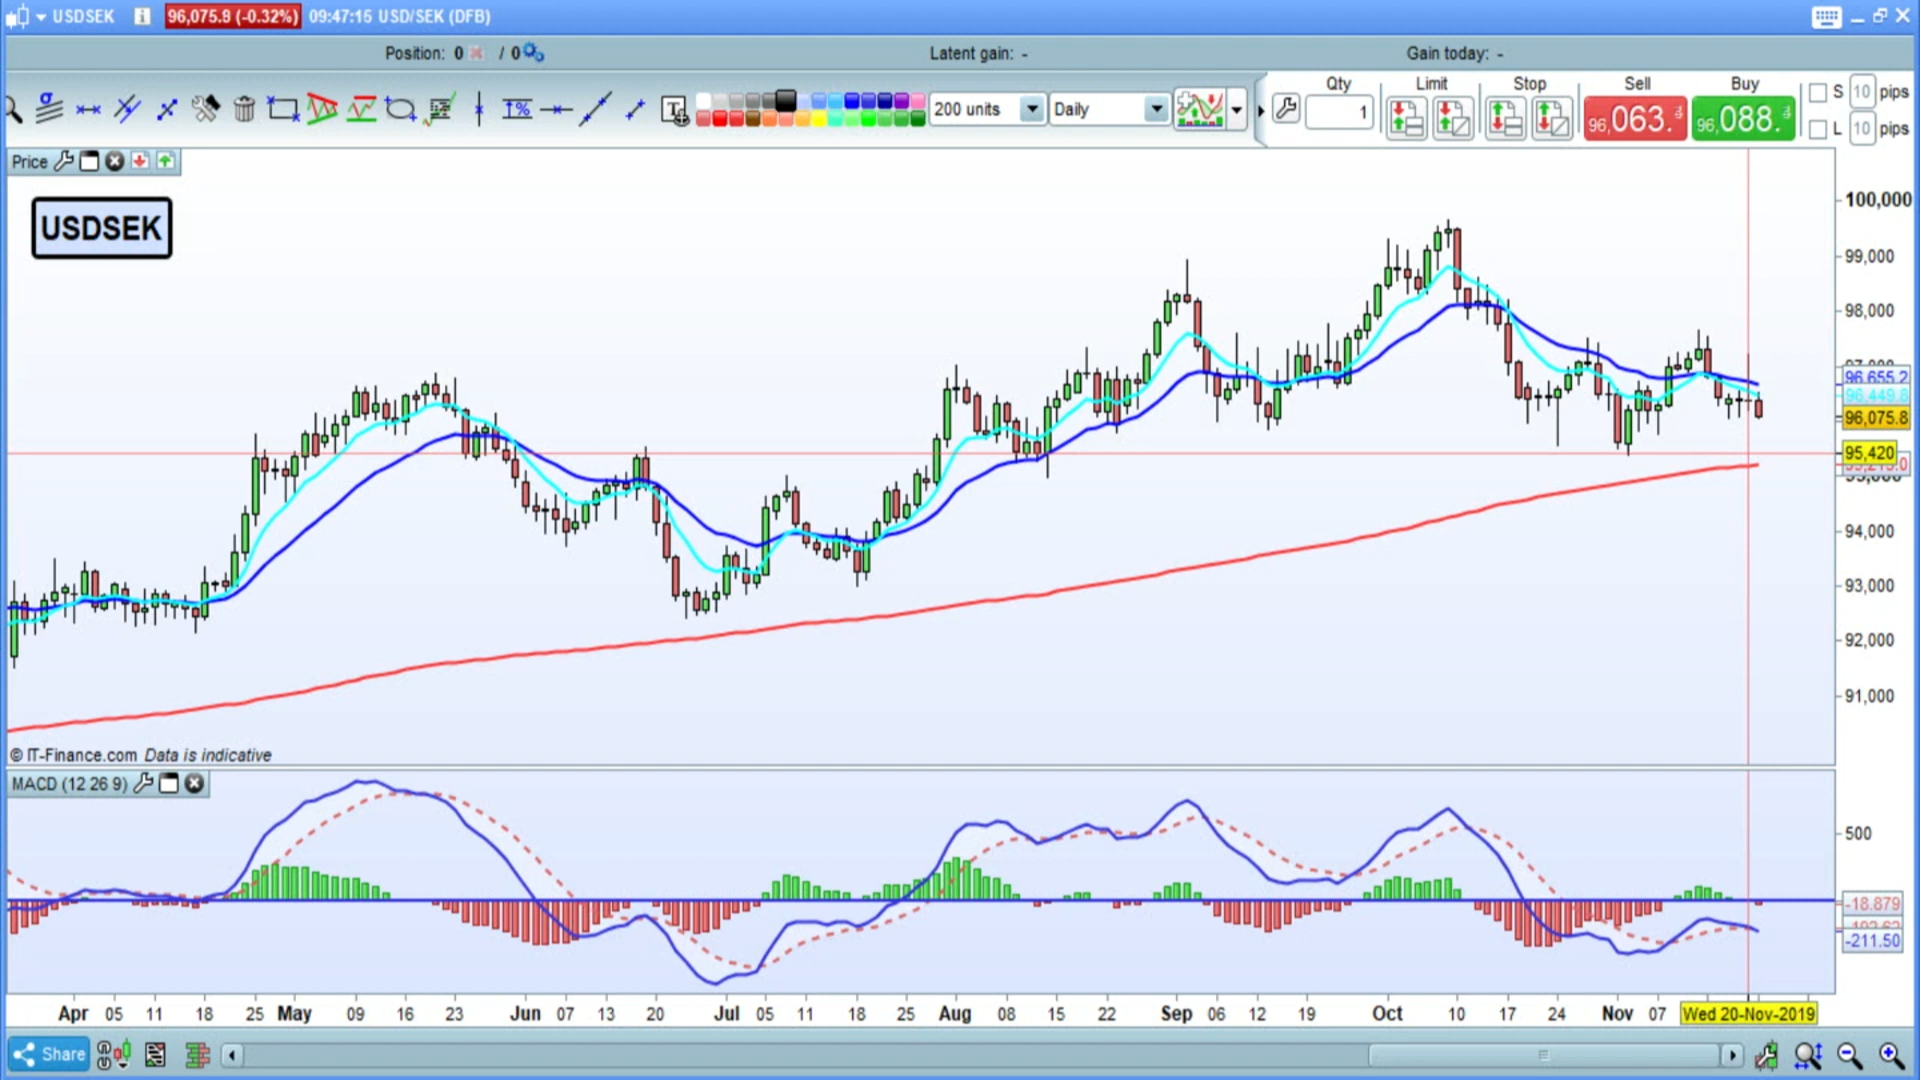 USDSEK 96,075.8 (-0.32%) 09:47:15 USD/SEK (DFB)
Position: 0 / 0 Latent gain: - Gain today: -
200 units Daily
Qty Limit Stop Sell Buy
1 96,063. 96,088.
S 10 pips
L 10 pips
Price
USDSEK
100,000
99,000
98,000
96,655.2
96,449.8
96,075.8
95,420
94,000
93,000
92,000
91,000
© IT-Finance.com Data is indicative
MACD (12 26 9)
500
-18.879
-211.50
Apr 05 11 18 25 May 09 16 23 Jun 07 13 20 Jul 05 11 18 25 Aug 08 15 22 Sep 06 12 19 Oct 10 17 24 Nov 07 Wed 20-Nov-2019
Share